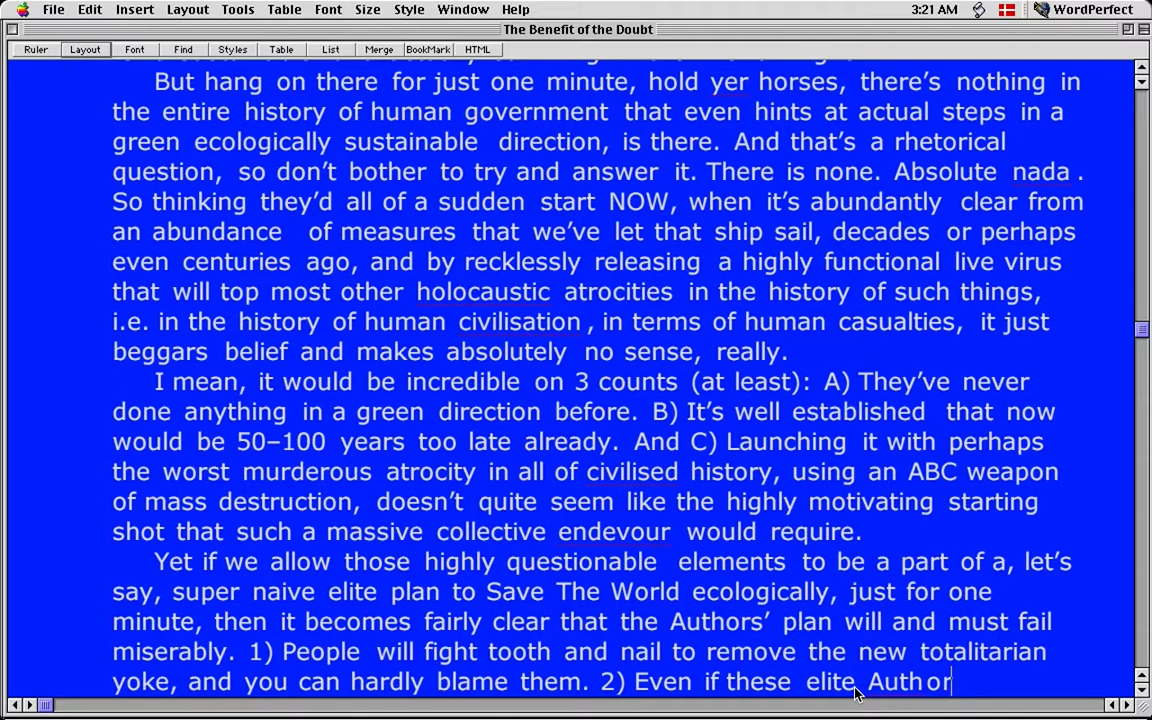 File Edit Insert Layout Tools Table Font Size Style Window Help 3:21 AM WordPerfect
The Benefit of the Doubt
Ruler Layout Font Find Styles Table List Merge BookMark HTML
But hang on there for just one minute, hold yer horses, there's nothing in
the entire history of human government that even hints at actual steps in a
green ecologically sustainable direction, is there. And that's a rhetorical
question, so don't bother to try and answer it. There is none. Absolute nada .
So thinking they'd all of a sudden start NOW, when it's abundantly clear from
an abundance of measures that we've let that ship sail, decades or perhaps
even centuries ago, and by recklessly releasing a highly functional live virus
that will top most other holocaustic atrocities in the history of such things,
i.e. in the history of human civilisation , in terms of human casualties, it just
beggars belief and makes absolutely no sense, really.
I mean, it would be incredible on 3 counts (at least): A) They've never
done anything in a green direction before. B) It's well established that now
would be 50–100 years too late already. And C) Launching it with perhaps
the worst murderous atrocity in all of civilised history, using an ABC weapon
of mass destruction, doesn't quite seem like the highly motivating starting
shot that such a massive collective endevour would require.
Yet if we allow those highly questionable elements to be a part of a, let's
say, super naive elite plan to Save The World ecologically, just for one
minute, then it becomes fairly clear that the Authors' plan will and must fail
miserably. 1) People will fight tooth and nail to remove the new totalitarian
yoke, and you can hardly blame them. 2) Even if these elite Author